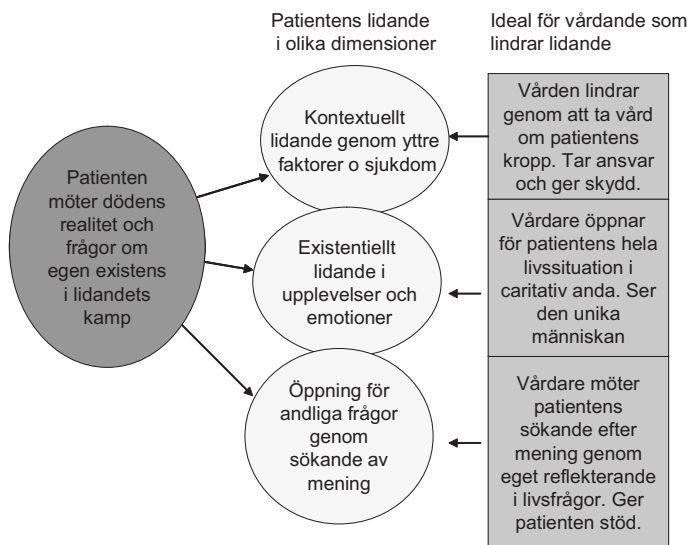 Patientens lidande
i olika dimensioner
Ideal för vårdande som
lindrar lidande
Patienten
möter dödens
realitet och
frågor om
egen existens
i lidandets
kamp
Kontextuellt
lidande genom yttre
faktorer o sjukdom
Existentiellt
lidande i
upplevelser och
emotioner
Öppning för
andliga frågor
genom
sökande av
mening
Vården lindrar
genom att ta vård
om patientens
kropp. Tar ansvar
och ger skydd.
Vårdare öppnar
för patientens hela
livssituation i
caritativ anda. Ser
den unika
människan
Vårdare möter
patientens
sökande efter
mening genom
eget reflekterande
i livsfrågor. Ger
patienten stöd.